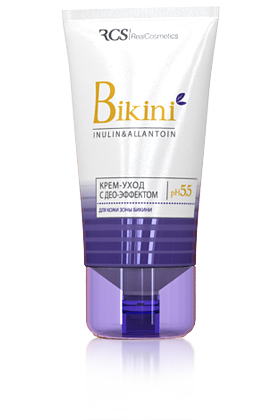 RCS RealCosmetics
Bikini
INULIN&ALLANTOIN
КРЕМ-УХОД
С ДЕО-ЭФФЕКТОМ
pH5.5
ДЛЯ КОЖИ ЗОНЫ БИКИНИ